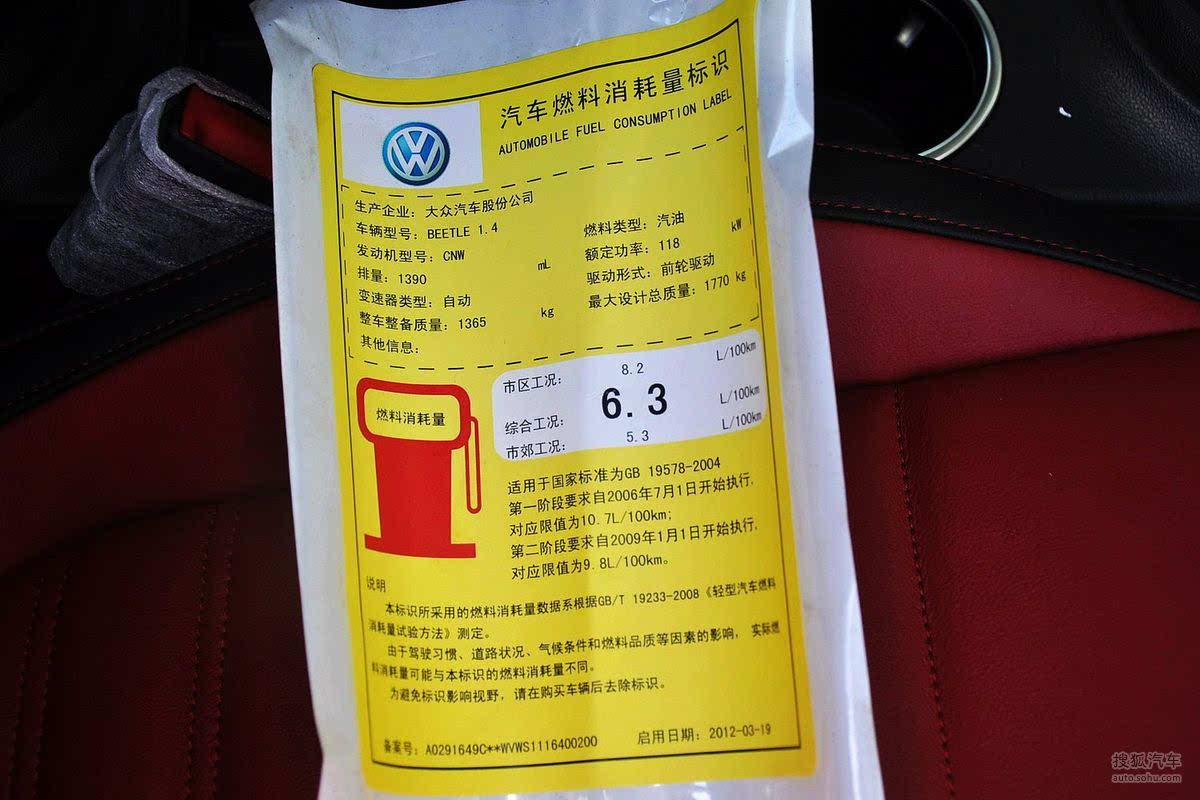 汽车燃料消耗量标识
AUTOMOBILE FUEL CONSUMPTION LABEL
生产企业：大众汽车股份公司
车辆型号：BEETLE 1.4
燃料类型：汽油
发动机型号：CNW
额定功率：118 kW
排量：1390 mL
驱动形式：前轮驱动
变速器类型：自动
最大设计总质量：1770 kg
整车整备质量：1365 kg
其他信息：
燃料消耗量
市区工况： 8.2 L/100km
综合工况： 6.3 L/100km
市郊工况： 5.3 L/100km
适用于国家标准为GB 19578-2004
第一阶段要求自2006年7月1日开始执行，
对应限值为10.7L/100km；
第二阶段要求自2009年1月1日开始执行，
对应限值为9.8L/100km。
说明
本标识所采用的燃料消耗量数据系根据GB/T 19233-2008《轻型汽车燃料
消耗量试验方法》测定。
由于驾驶习惯、道路状况、气候条件和燃料品质等因素的影响，实际燃
料消耗量可能与本标识的燃料消耗量不同。
为避免标识影响视野，请在购买车辆后去除标识。
备案号：A0291649C**WVWS1116400200
启用日期：2012-03-19
搜狐汽车
auto.sohu.com